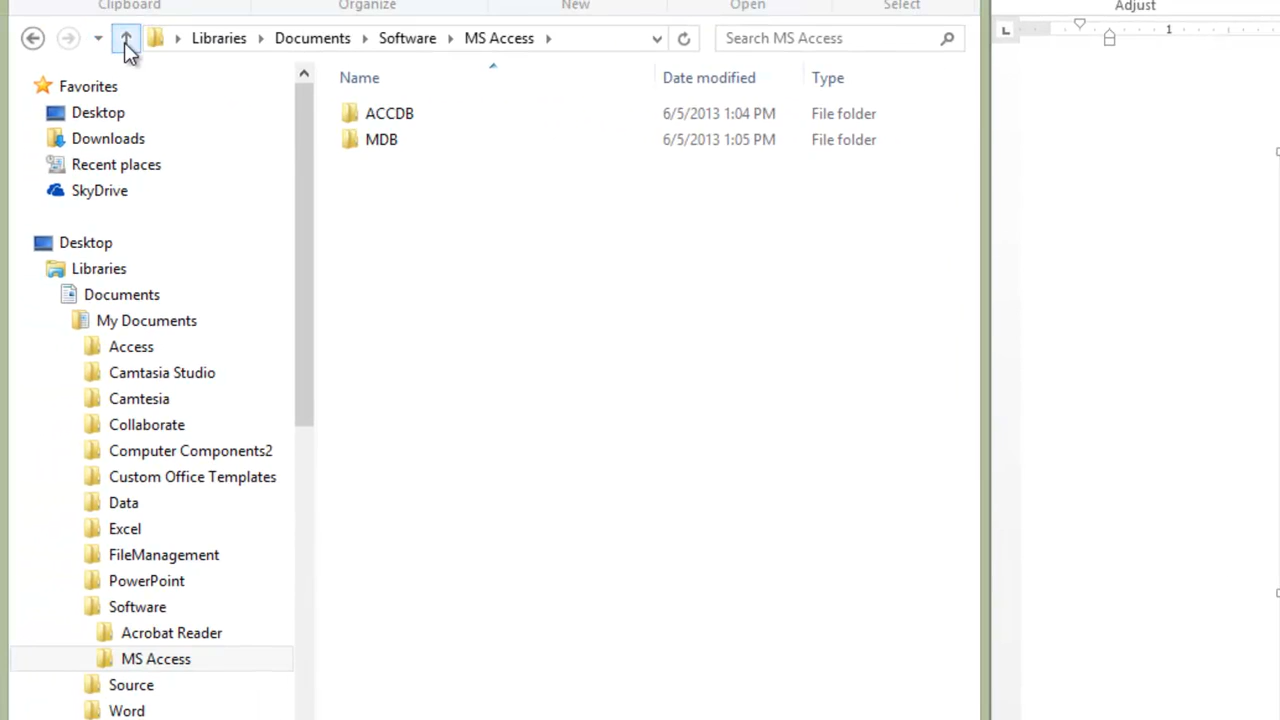 Clipboard Organize New Open Select Adjust
Libraries Documents Software MS Access Search MS Access 1
Name Date modified Type
ACCDB 6/5/2013 1:04 PM File folder
MDB 6/5/2013 1:05 PM File folder
Favorites
Desktop
Downloads
Recent places
SkyDrive
Desktop
Libraries
Documents
My Documents
Access
Camtasia Studio
Camtesia
Collaborate
Computer Components2
Custom Office Templates
Data
Excel
FileManagement
PowerPoint
Software
Acrobat Reader
MS Access
Source
Word